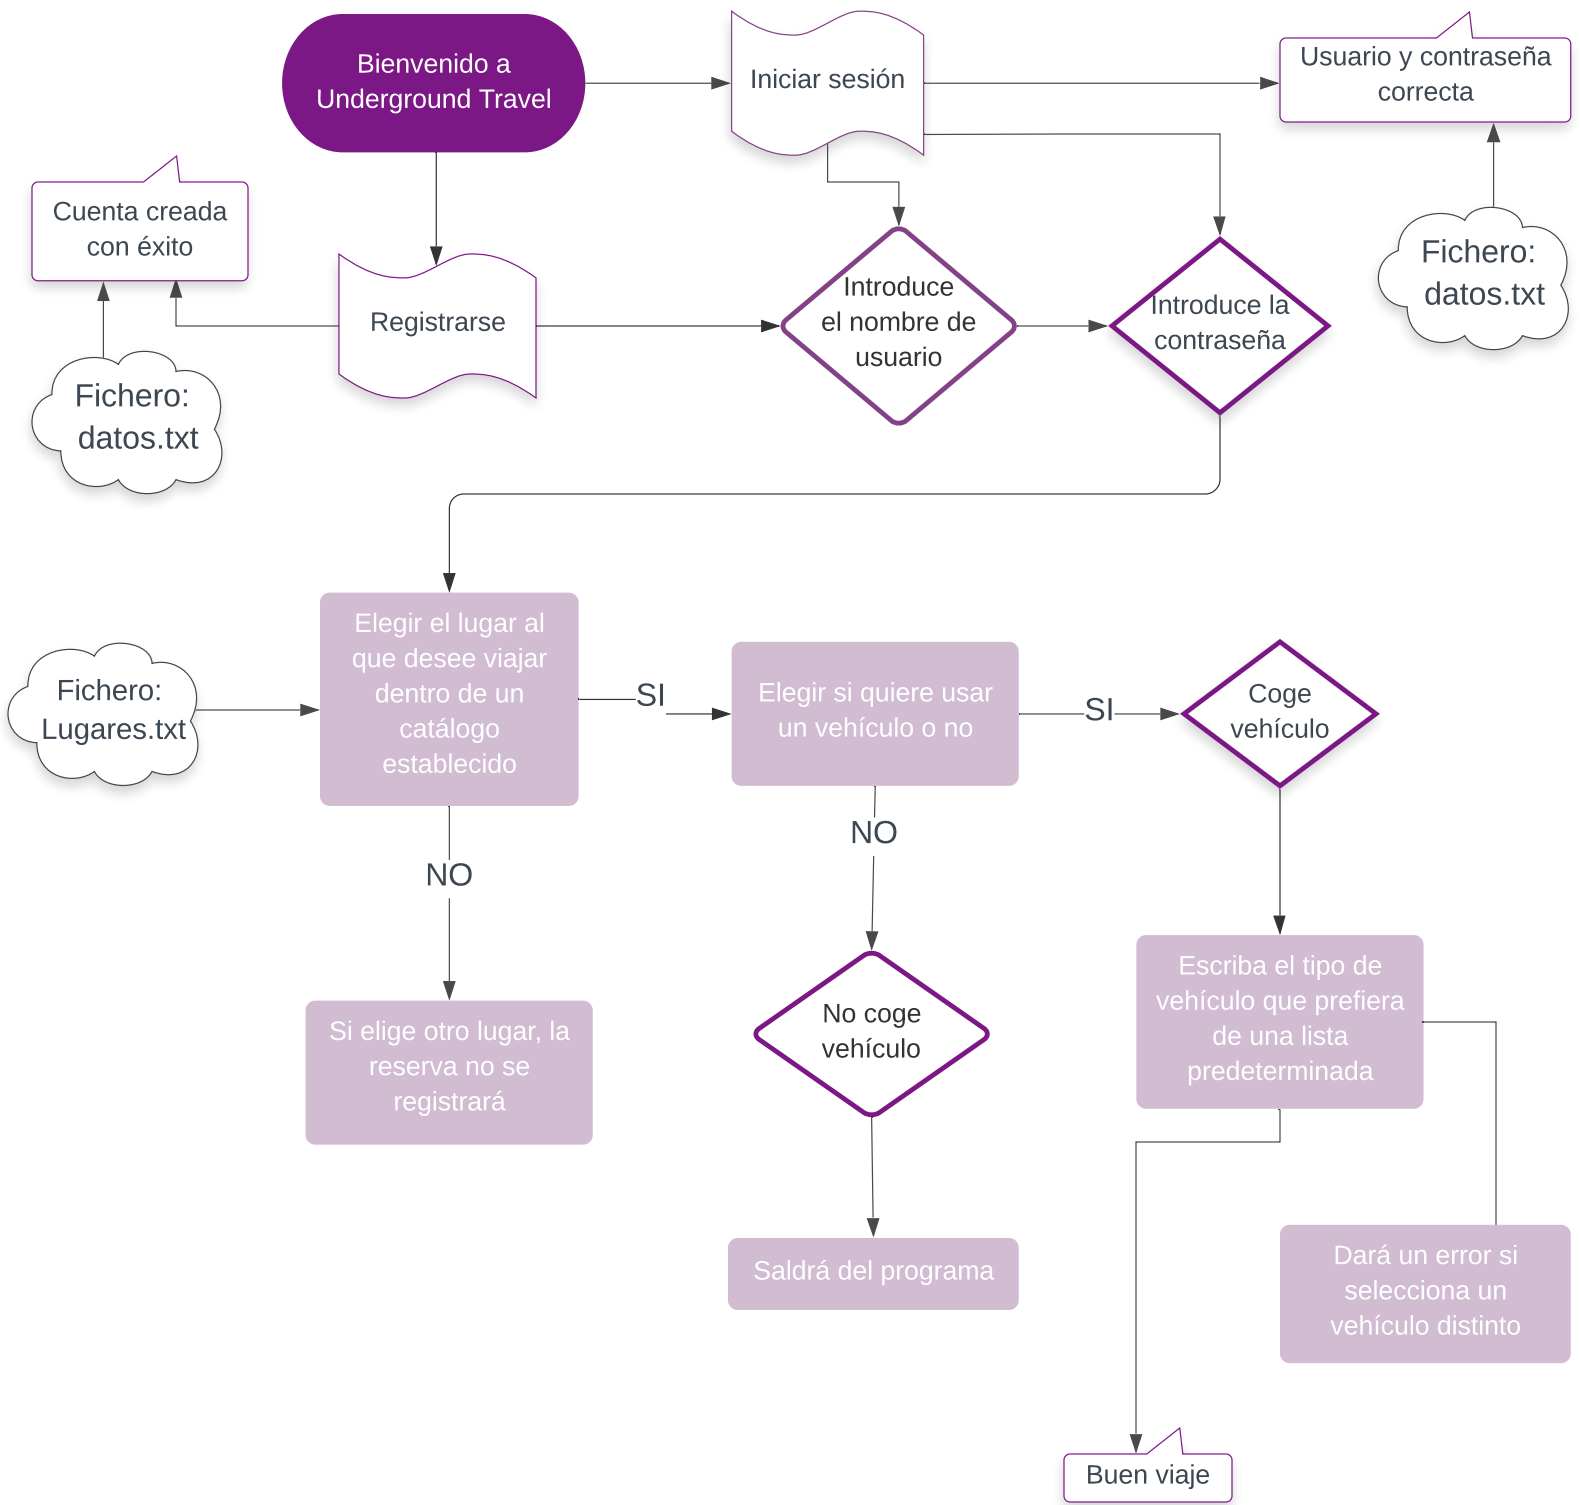 Bienvenido a
Underground Travel
Iniciar sesión
Usuario y contraseña
correcta
Cuenta creada
con éxito
Fichero:
datos.txt
Registrarse
Introduce
el nombre de
usuario
Introduce la
contraseña
Fichero:
datos.txt
Fichero:
Lugares.txt
Elegir el lugar al
que desee viajar
dentro de un
catálogo
establecido
SI
Elegir si quiere usar
un vehículo o no
SI
Coge
vehículo
NO
NO
Si elige otro lugar, la
reserva no se
registrará
No coge
vehículo
Escriba el tipo de
vehículo que prefiera
de una lista
predeterminada
Saldrá del programa
Dará un error si
selecciona un
vehículo distinto
Buen viaje